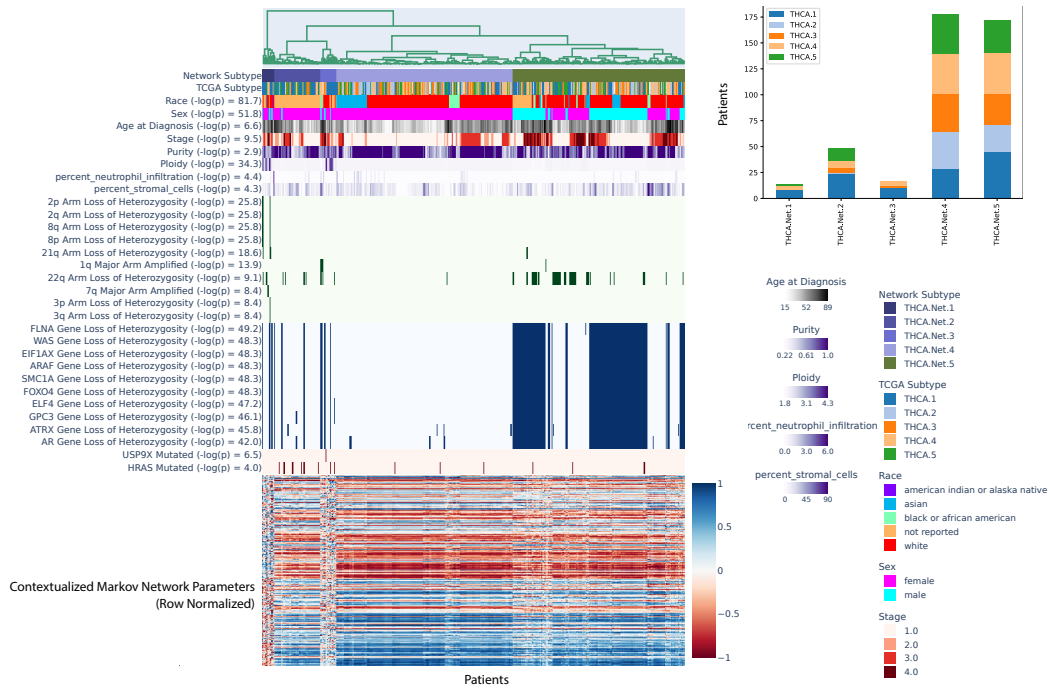 Network Subtype
TCGA Subtype
Race (-log(p) = 81.7)
Sex (-log(p) = 51.8)
Age at Diagnosis (-log(p) = 6.6)
Stage (-log(p) = 9.5)
Purity (-log(p) = 2.9)
Ploidy (-log(p) = 34.3)
percent_neutrophil_infiltration (-log(p) = 4.4)
percent_stromal_cells (-log(p) = 4.3)
2p Arm Loss of Heterozygosity (-log(p) = 25.8)
2q Arm Loss of Heterozygosity (-log(p) = 25.8)
8q Arm Loss of Heterozygosity (-log(p) = 25.8)
8p Arm Loss of Heterozygosity (-log(p) = 25.8)
21q Arm Loss of Heterozygosity (-log(p) = 18.6)
1q Major Arm Amplified (-log(p) = 13.9)
22q Arm Loss of Heterozygosity (-log(p) = 9.1)
7q Major Arm Amplified (-log(p) = 8.4)
3p Arm Loss of Heterozygosity (-log(p) = 8.4)
3q Arm Loss of Heterozygosity (-log(p) = 8.4)
FLNA Gene Loss of Heterozygosity (-log(p) = 49.2)
WAS Gene Loss of Heterozygosity (-log(p) = 48.3)
EIF1AX Gene Loss of Heterozygosity (-log(p) = 48.3)
ARAF Gene Loss of Heterozygosity (-log(p) = 48.3)
SMC1A Gene Loss of Heterozygosity (-log(p) = 48.3)
FOXO4 Gene Loss of Heterozygosity (-log(p) = 48.3)
ELF4 Gene Loss of Heterozygosity (-log(p) = 47.2)
GPC3 Gene Loss of Heterozygosity (-log(p) = 46.1)
ATRX Gene Loss of Heterozygosity (-log(p) = 45.8)
AR Gene Loss of Heterozygosity (-log(p) = 42.0)
USP9X Mutated (-log(p) = 6.5)
HRAS Mutated (-log(p) = 4.0)
Contextualized Markov Network Parameters
(Row Normalized)
Patients
1
0.5
0
−0.5
−1
Patients
175
150
125
100
75
50
25
0
THCA.1
THCA.2
THCA.3
THCA.4
THCA.5
THCA.Net.1
THCA.Net.2
THCA.Net.3
THCA.Net.4
THCA.Net.5
Age at Diagnosis
15 52 89
Purity
0.22 0.61 1.0
Ploidy
1.8 3.1 4.3
rcent_neutrophil_infiltration
0.0 3.0 6.0
percent_stromal_cells
0 45 90
Network Subtype
THCA.Net.1
THCA.Net.2
THCA.Net.3
THCA.Net.4
THCA.Net.5
TCGA Subtype
THCA.1
THCA.2
THCA.3
THCA.4
THCA.5
Race
american indian or alaska native
asian
black or african american
not reported
white
Sex
female
male
Stage
1.0
2.0
3.0
4.0